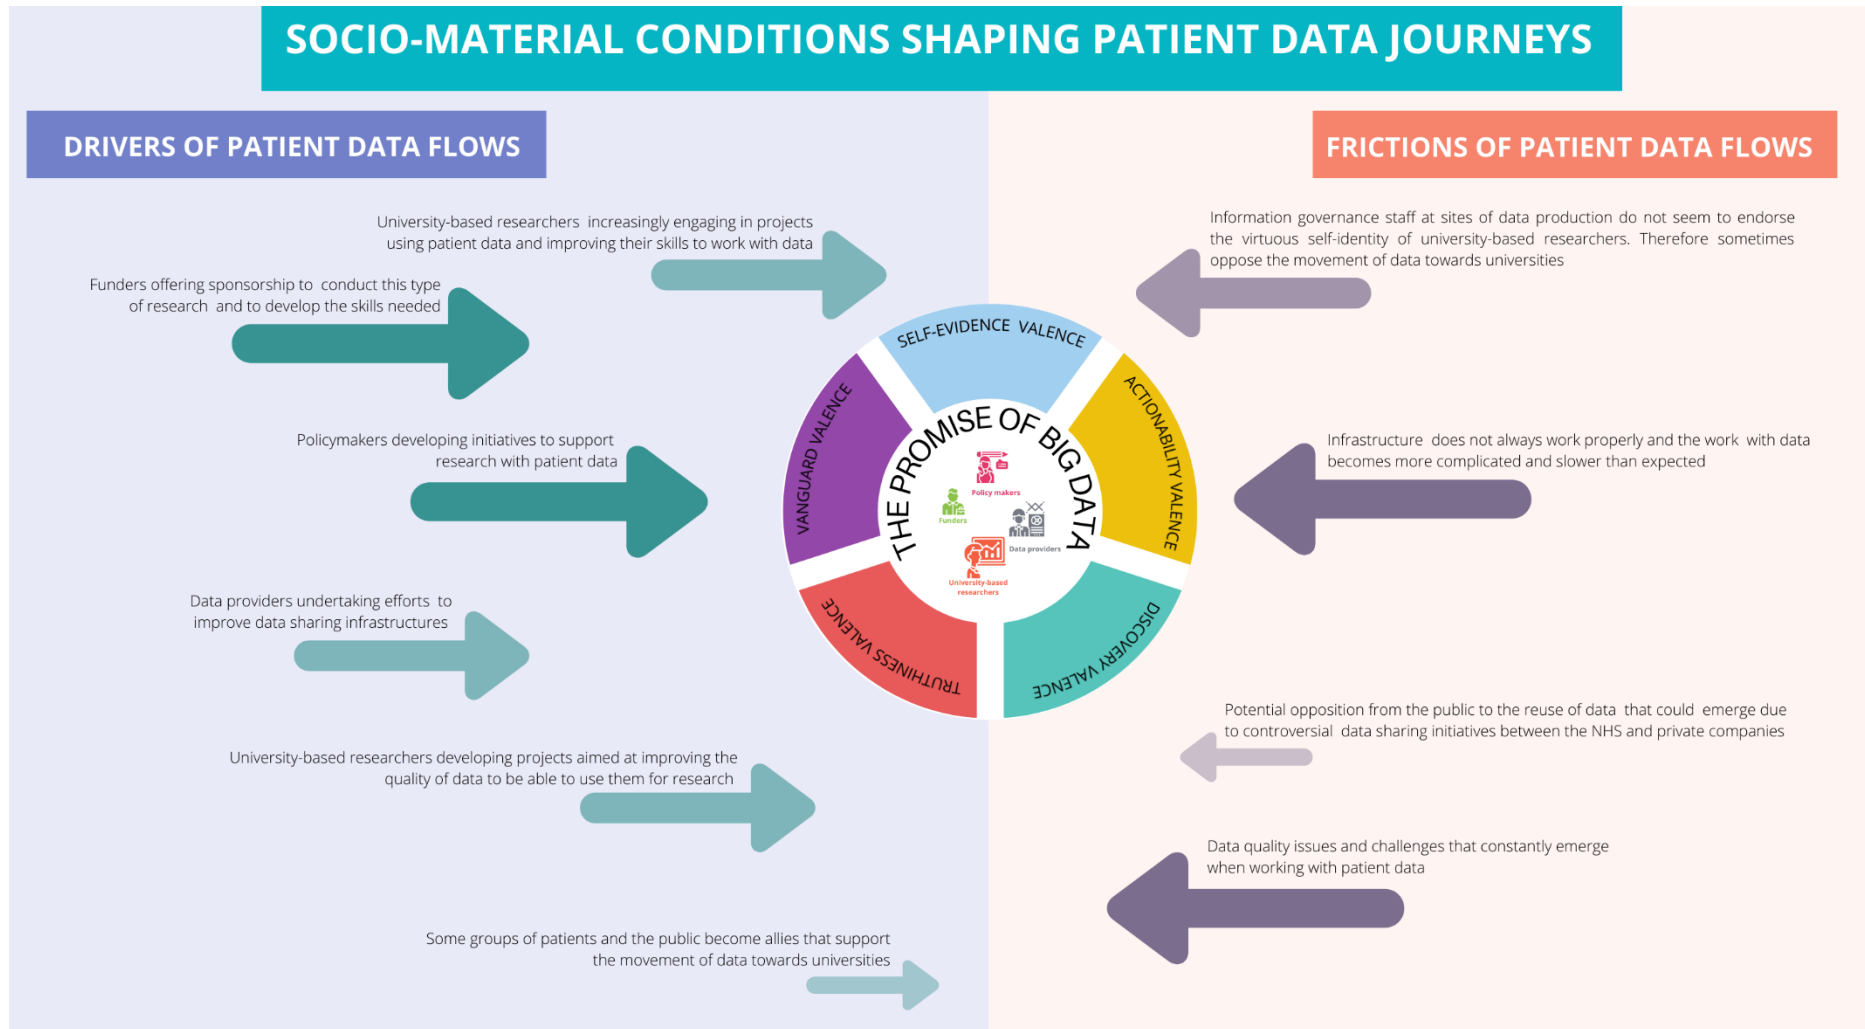 SOCIO-MATERIAL CONDITIONS SHAPING PATIENT DATA JOURNEYS
DRIVERS OF PATIENT DATA FLOWS
University-based researchers increasingly engaging in projects
using patient data and improving their skills to work with data
Funders offering sponsorship to conduct this type
of research and to develop the skills needed
Policymakers developing initiatives to support
research with patient data
Data providers undertaking efforts to
improve data sharing infrastructures
University-based researchers developing projects aimed at improving the
quality of data to be able to use them for research
Some groups of patients and the public become allies that support
the movement of data towards universities
SELF-EVIDENCE VALENCE
ACTIONABILITY VALENCE
DISCOVERY VALENCE
TRUTHINESS VALENCE
VANGUARD VALENCE
THE PROMISE OF BIG DATA
Policy makers
Funders
Data providers
University-based
researchers
FRICTIONS OF PATIENT DATA FLOWS
Information governance staff at sites of data production do not seem to endorse
the virtuous self-identity of university-based researchers. Therefore sometimes
oppose the movement of data towards universities
Infrastructure does not always work properly and the work with data
becomes more complicated and slower than expected
Potential opposition from the public to the reuse of data that could emerge due
to controversial data sharing initiatives between the NHS and private companies
Data quality issues and challenges that constantly emerge
when working with patient data